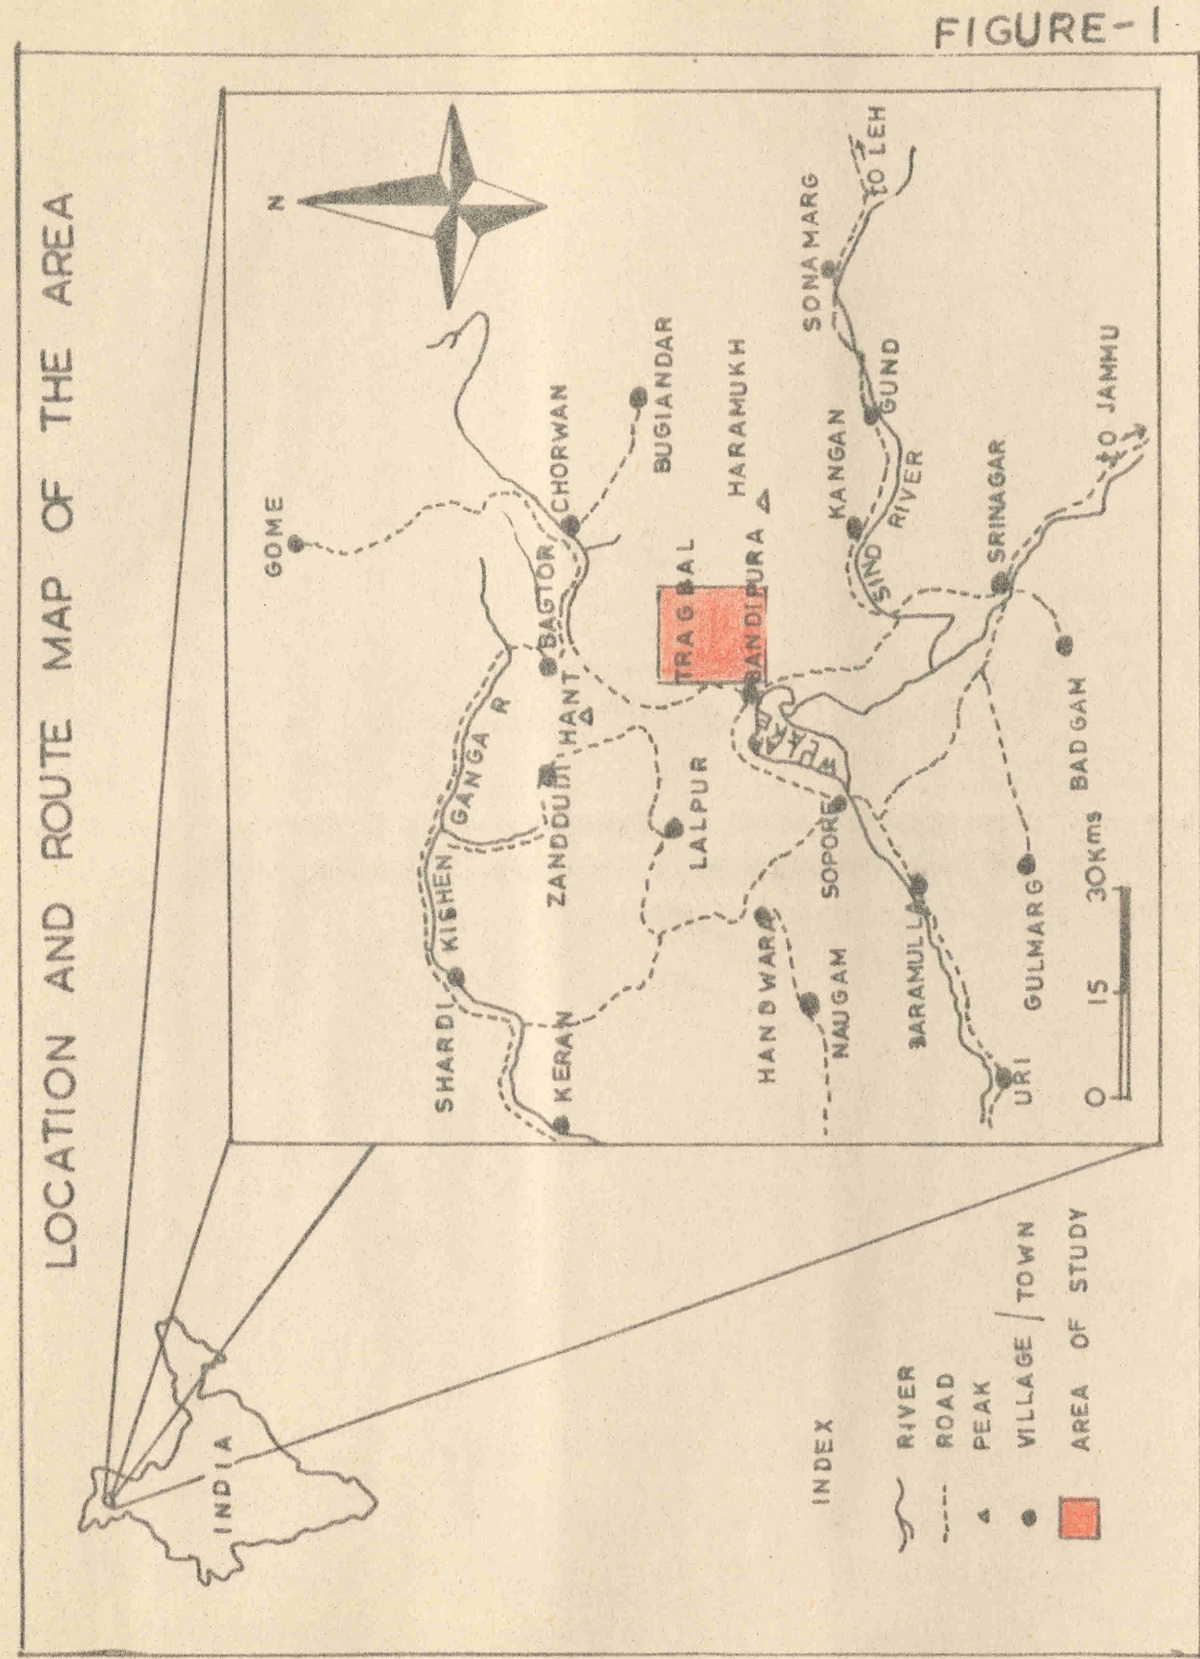 FIGURE-1
LOCATION AND ROUTE MAP OF THE AREA
N
INDIA
GOME
SHARDI
KISHEN
GANGA
R
KERAN
ZANDDUJI
HANT
BAGTOR
CHORWAN
BUGIANDAR
TRAGBAL
HARAMUKH
BANDIPURA
LALPUR
HANDWARA
NAUGAM
SOPORE
BARAMULLA
URI
GULMARG
BADGAM
SRINAGAR
SIND
RIVER
KANGAN
GUND
SONAMARG
TO LEH
TO JAMMU
0 15 30Kms
INDEX
RIVER
ROAD
PEAK
VILLAGE / TOWN
AREA OF STUDY